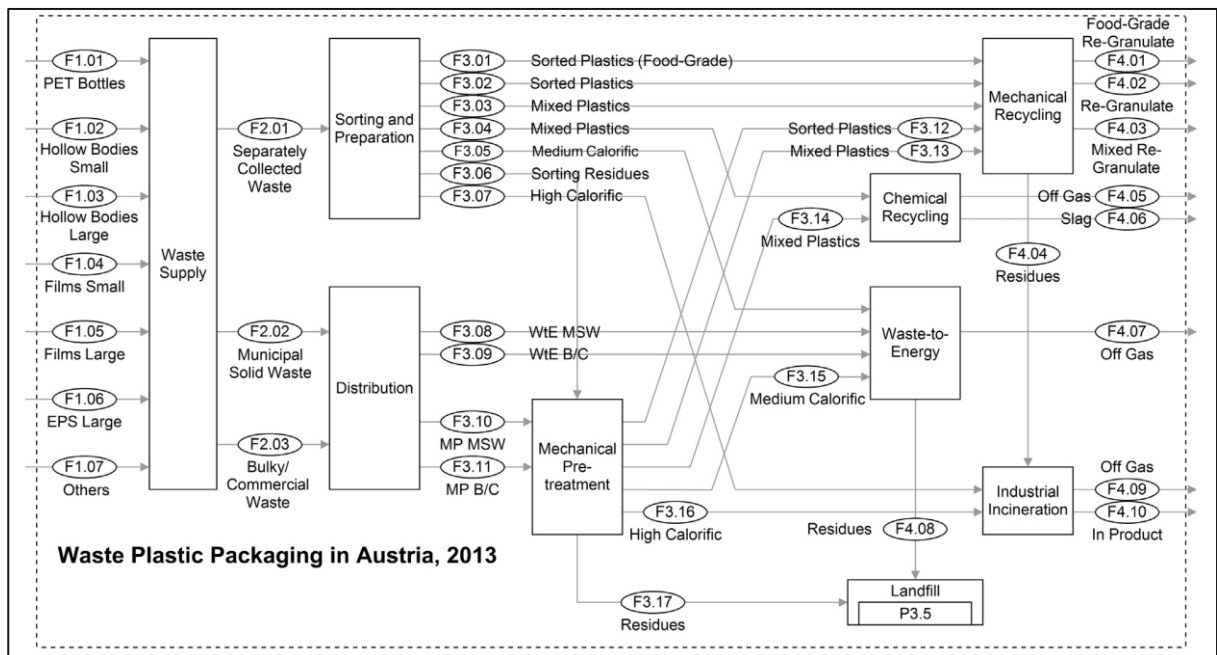 F1.01
PET Bottles
F1.02
Hollow Bodies
Small
F1.03
Hollow Bodies
Large
F1.04
Films Small
F1.05
Films Large
F1.06
EPS Large
F1.07
Others
Waste
Supply
F2.01
Separately
Collected
Waste
F2.02
Municipal
Solid Waste
F2.03
Bulky/
Commercial
Waste
Sorting and
Preparation
Distribution
F3.01 Sorted Plastics (Food-Grade)
F3.02 Sorted Plastics
F3.03 Mixed Plastics
F3.04 Mixed Plastics
F3.05 Medium Calorific
F3.06 Sorting Residues
F3.07 High Calorific
F3.08 WtE MSW
F3.09 WtE B/C
F3.10
MP MSW
F3.11
MP B/C
Mechanical
Pre-
treatment
Sorted Plastics F3.12
Mixed Plastics F3.13
F3.14
Mixed Plastics
F3.15
Medium Calorific
F3.16
High Calorific
F3.17
Residues
Mechanical
Recycling
Chemical
Recycling
Waste-to-
Energy
Industrial
Incineration
Landfill
P3.5
Food-Grade
Re-Granulate
F4.01
F4.02
Re-Granulate
F4.03
Mixed Re-
Granulate
F4.04
Residues
Off Gas F4.05
Slag F4.06
F4.07
Off Gas
Residues F4.08
Off Gas
F4.09
F4.10
In Product
Waste Plastic Packaging in Austria, 2013